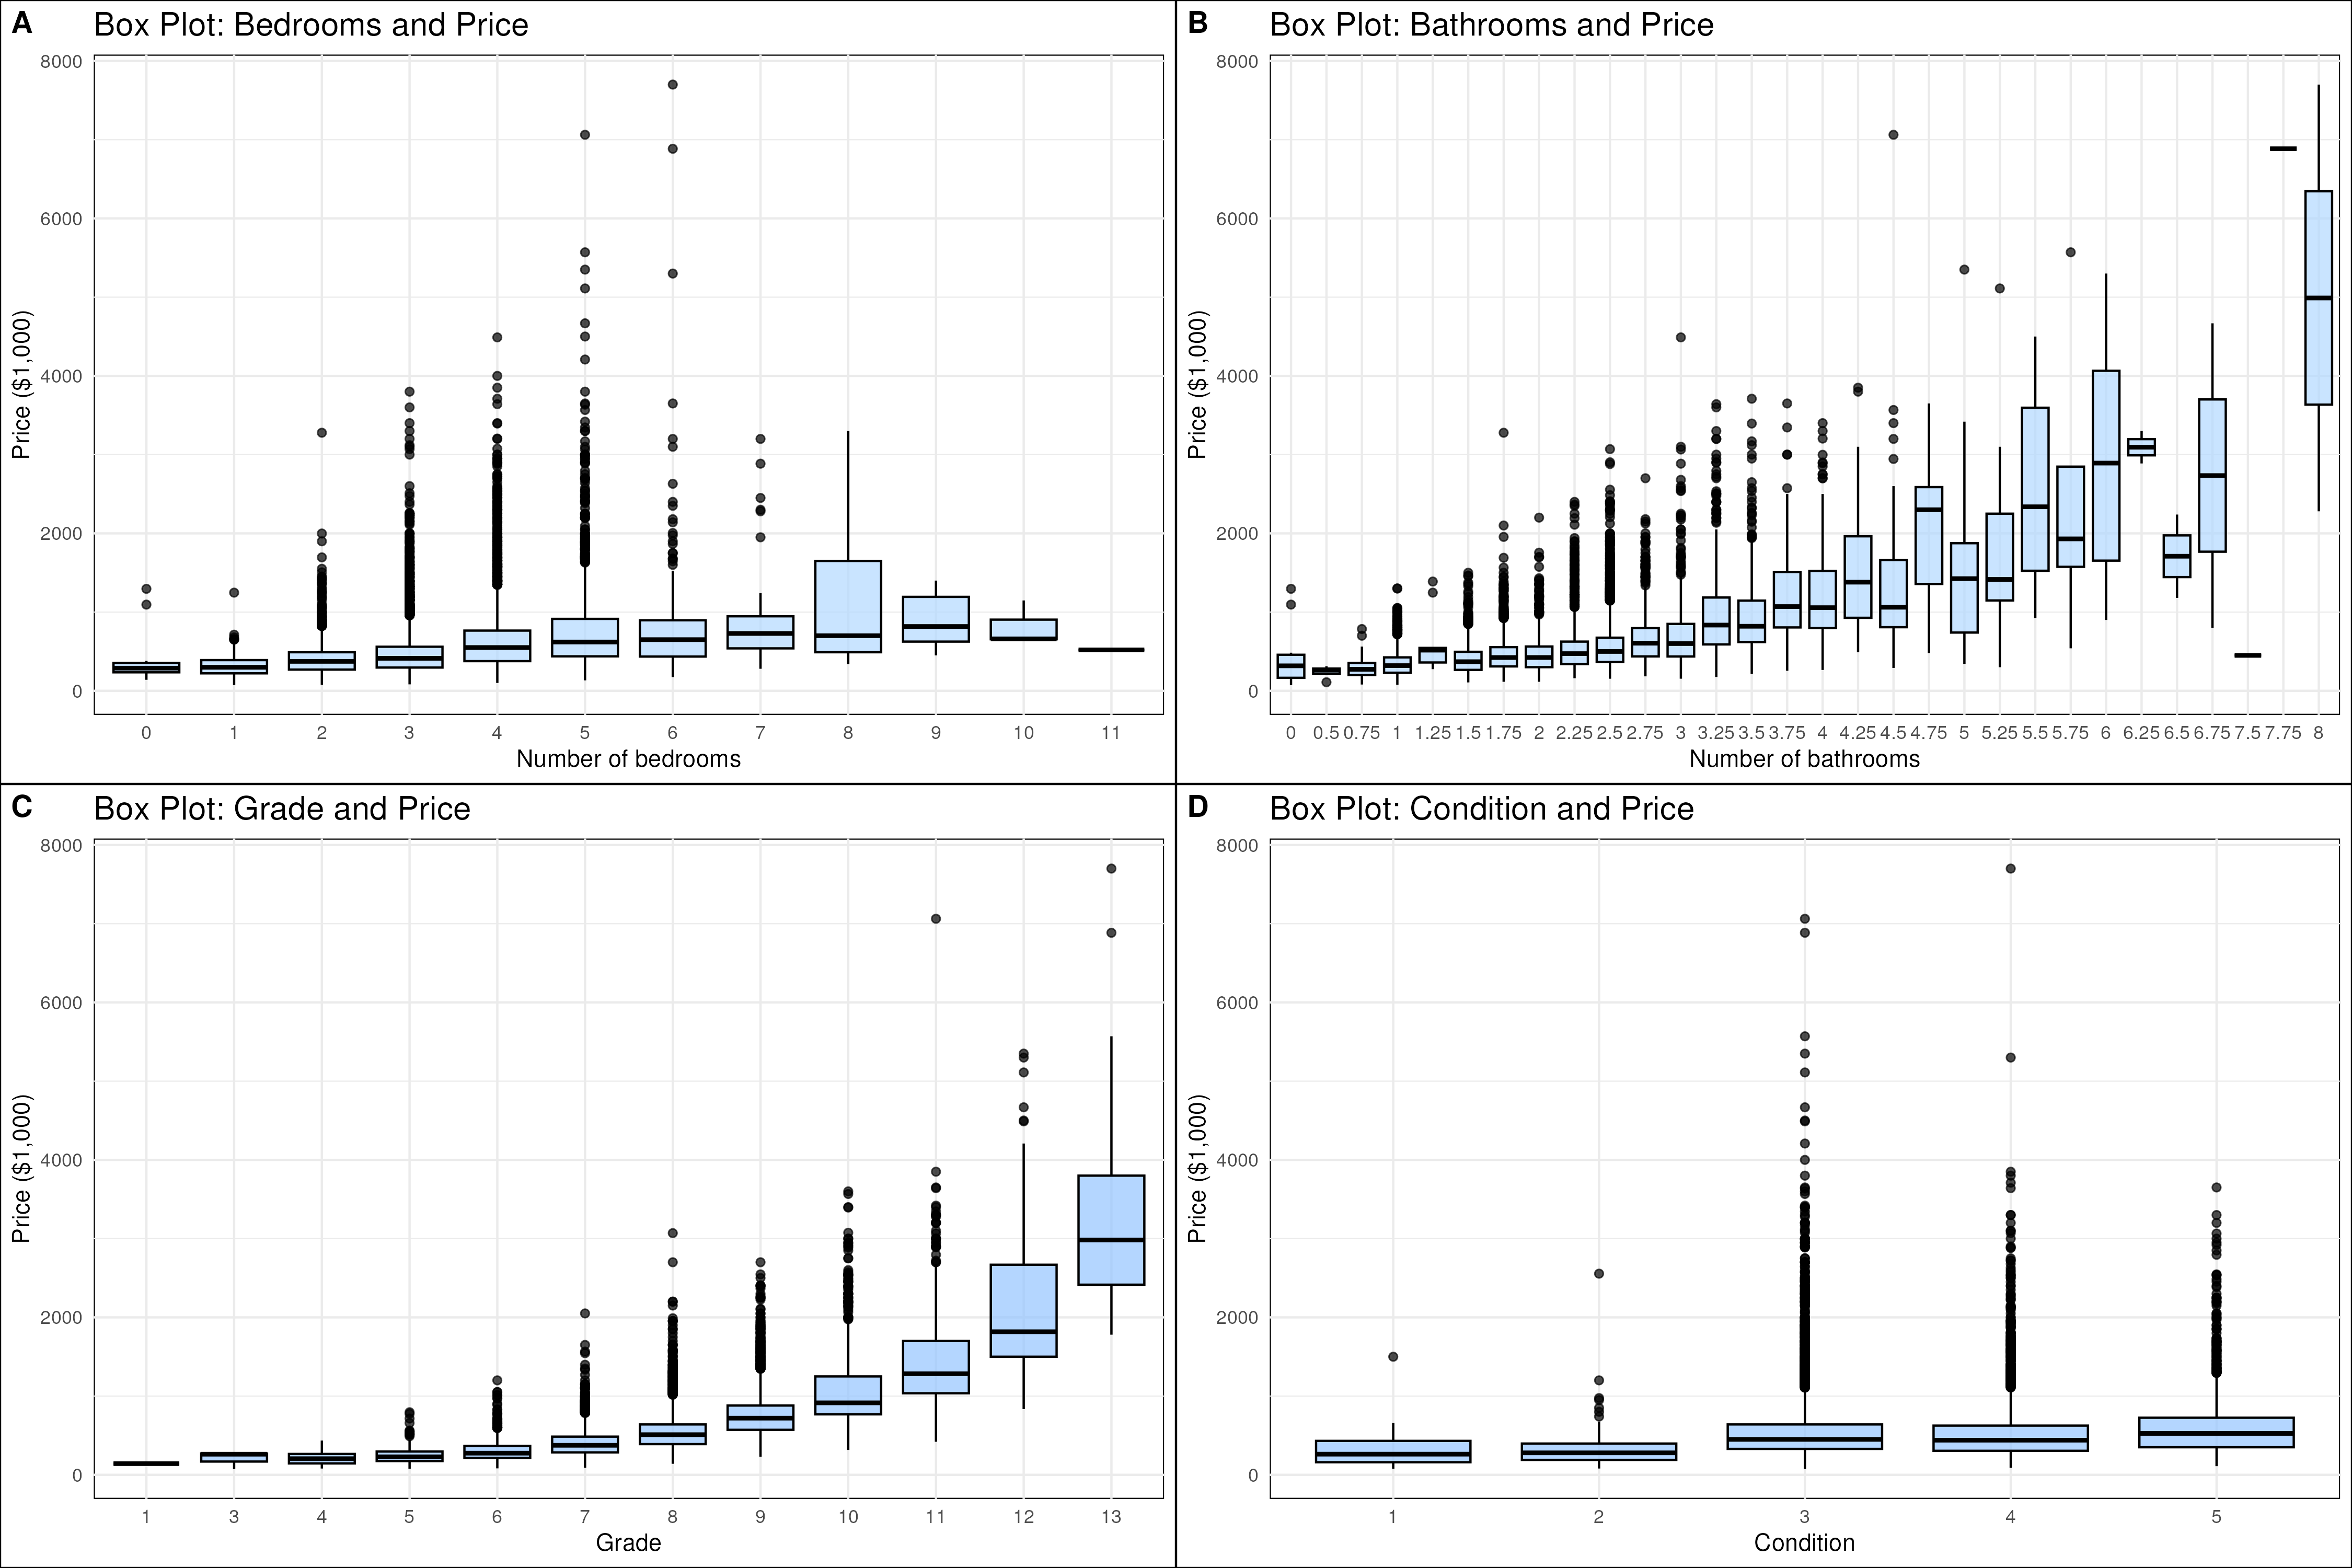 A Box Plot: Bedrooms and Price
8000
6000
4000
2000
0
Price ($1,000)
0 1 2 3 4 5 6 7 8 9 10 11
Number of bedrooms
B Box Plot: Bathrooms and Price
8000
6000
4000
2000
0
Price ($1,000)
0 0.5 0.75 1 1.25 1.5 1.75 2 2.25 2.5 2.75 3 3.25 3.5 3.75 4 4.25 4.5 4.75 5 5.25 5.5 5.75 6 6.25 6.5 6.75 7.5 7.75 8
Number of bathrooms
C Box Plot: Grade and Price
8000
6000
4000
2000
0
Price ($1,000)
1 3 4 5 6 7 8 9 10 11 12 13
Grade
D Box Plot: Condition and Price
8000
6000
4000
2000
0
Price ($1,000)
1 2 3 4 5
Condition